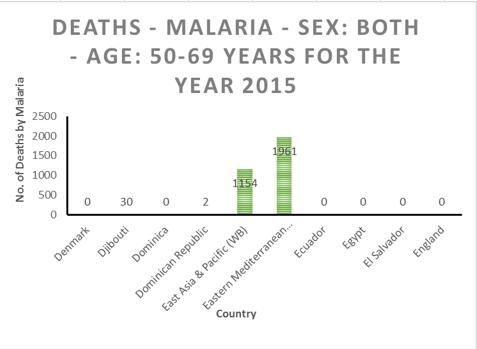 DEATHS - MALARIA - SEX: BOTH
- AGE: 50-69 YEARS FOR THE
YEAR 2015
No. of Deaths by Malaria
2500
2000
1500
1000
500
0
0
30
0
2
1154
1961
0
0
0
0
Denmark
Djibouti
Dominica
Dominican Republic
East Asia & Pacific (WB)
Eastern Mediterranean...
Ecuador
Egypt
El Salvador
England
Country